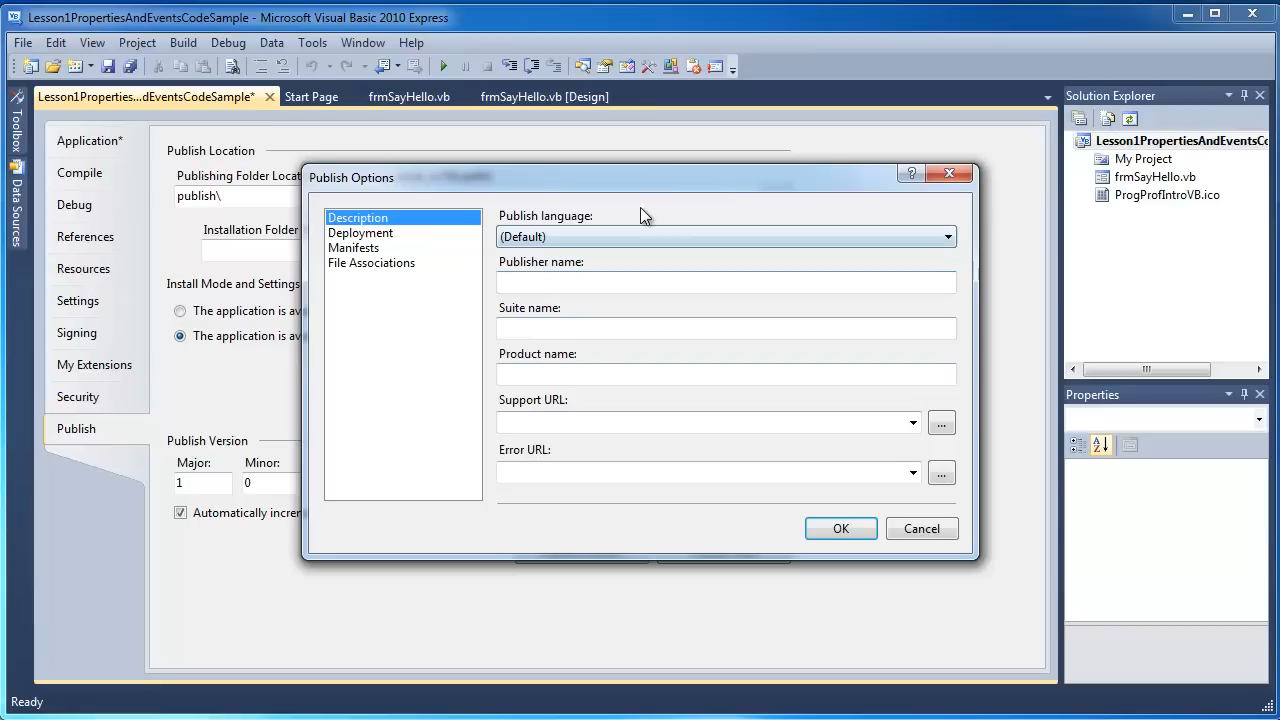 Lesson1PropertiesAndEventsCodeSample - Microsoft Visual Basic 2010 Express
File Edit View Project Build Debug Data Tools Window Help
Lesson1Properties...dEventsCodeSample* Start Page frmSayHello.vb frmSayHello.vb [Design]
Toolbox
Data Sources
Application*
Compile
Debug
References
Resources
Settings
Signing
My Extensions
Security
Publish
Publish Location
Publishing Folder Locat
publish\
Installation Folder
Install Mode and Settings
The application is av
The application is av
Publish Version
Major: Minor:
1 0
Automatically increm
Publish Options
Description
Deployment
Manifests
File Associations
Publish language:
(Default)
Publisher name:
Suite name:
Product name:
Support URL:
...
Error URL:
...
OK Cancel
Solution Explorer
Lesson1PropertiesAndEventsCo
My Project
frmSayHello.vb
ProgProfIntroVB.ico
Properties
Ready